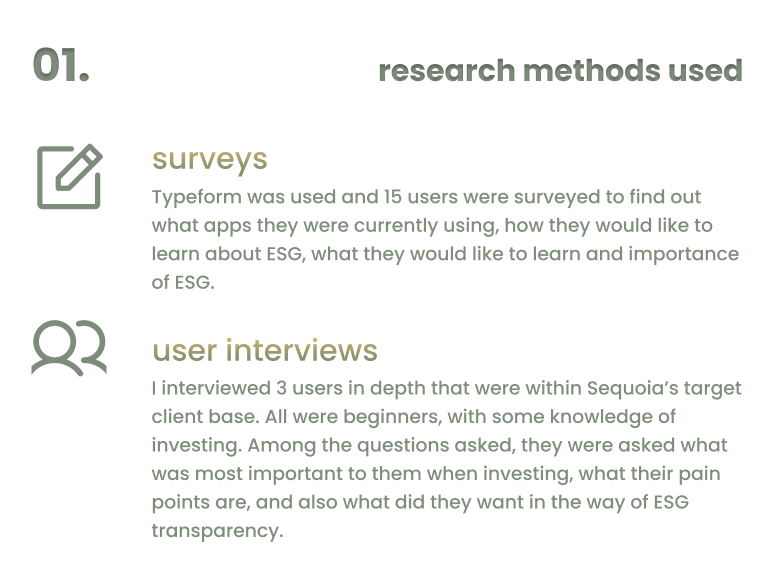 01.
research methods used
surveys
Typeform was used and 15 users were surveyed to find out
what apps they were currently using, how they would like to
learn about ESG, what they would like to learn and importance
of ESG.
user interviews
I interviewed 3 users in depth that were within Sequoia’s target
client base. All were beginners, with some knowledge of
investing. Among the questions asked, they were asked what
was most important to them when investing, what their pain
points are, and also what did they want in the way of ESG
transparency.